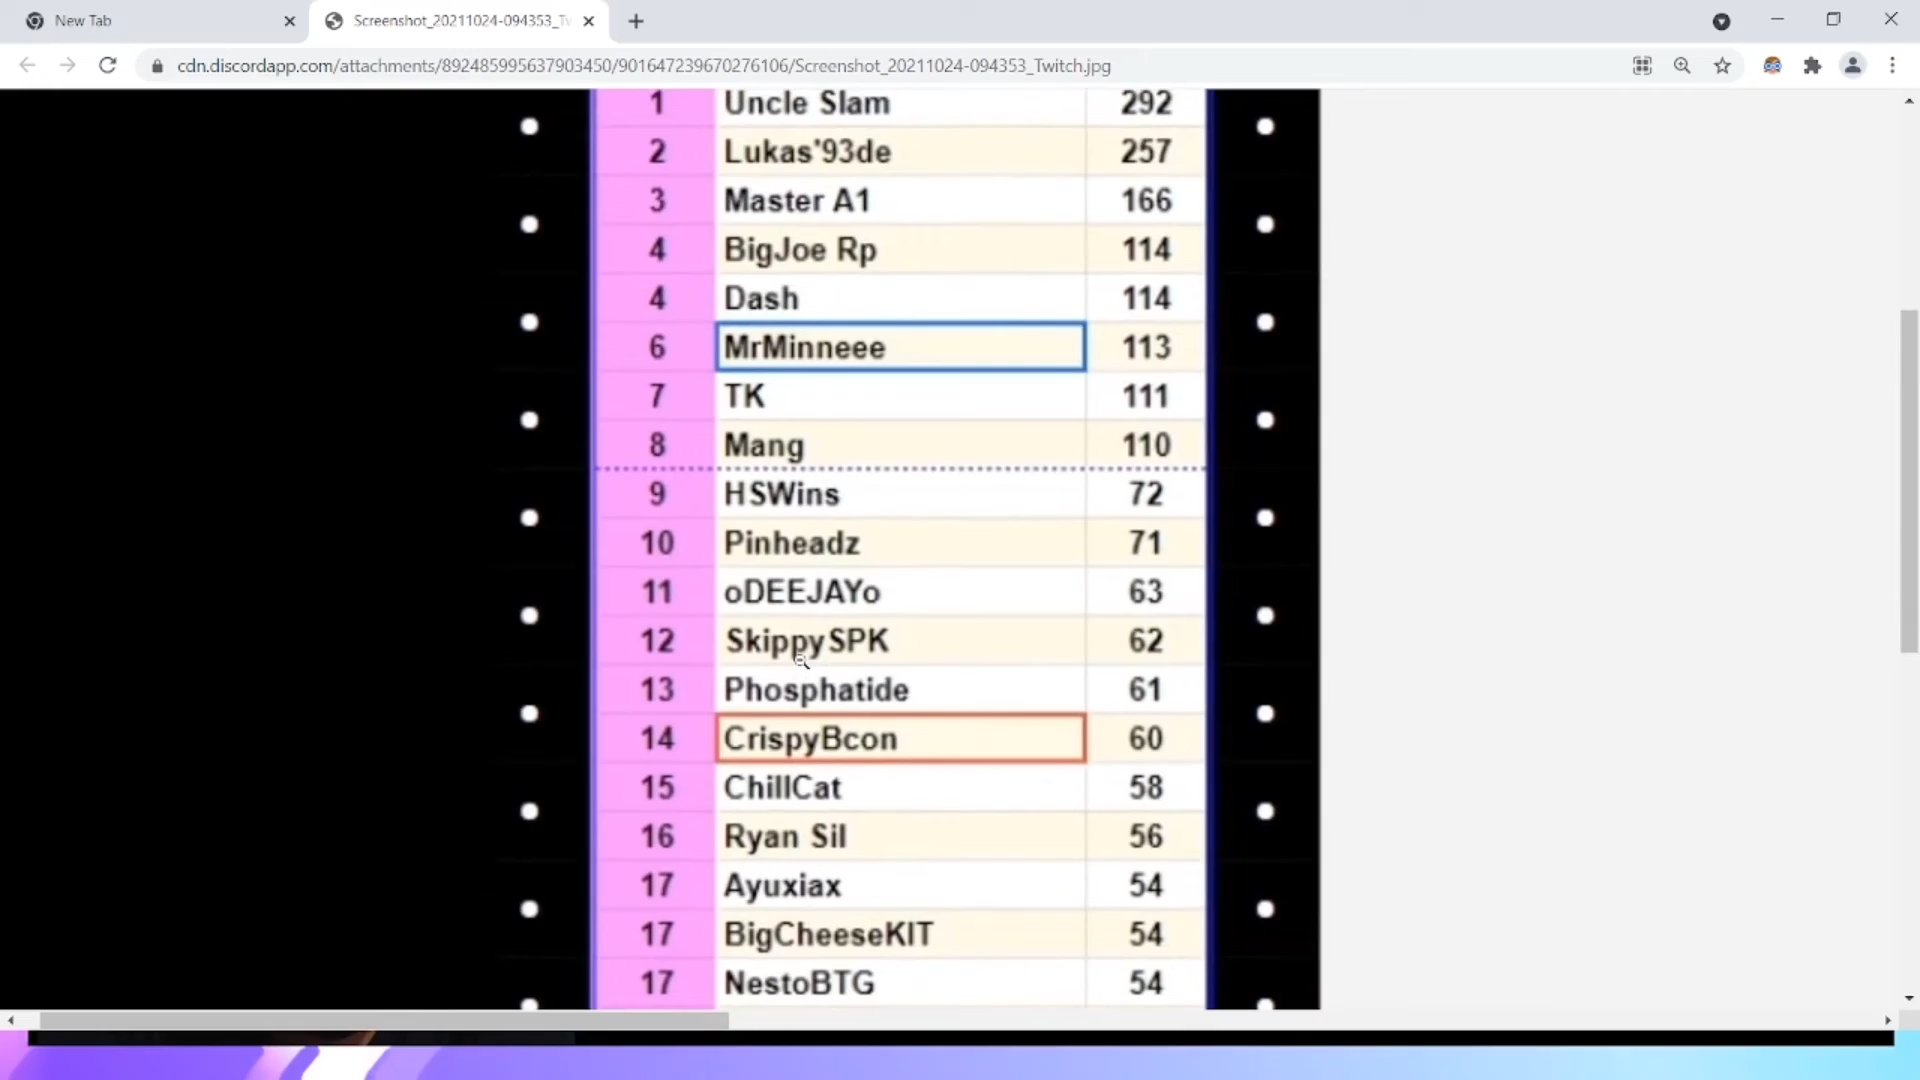 New Tab
Screenshot_20211024-094353_Tw
cdn.discordapp.com/attachments/892485995637903450/901647239670276106/Screenshot_20211024-094353_Twitch.jpg
1 Uncle Slam 292
2 Lukas'93de 257
3 Master A1 166
4 BigJoe Rp 114
4 Dash 114
6 MrMinneee 113
7 TK 111
8 Mang 110
9 HSWins 72
10 Pinheadz 71
11 oDEEJAYo 63
12 SkippySPK 62
13 Phosphatide 61
14 CrispyBcon 60
15 ChillCat 58
16 Ryan Sil 56
17 Ayuxiax 54
17 BigCheeseKIT 54
17 NestoBTG 54